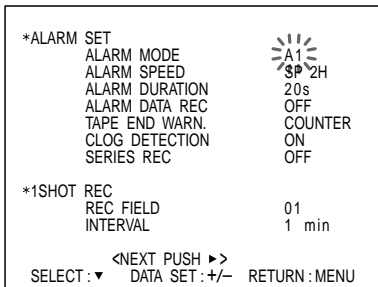 *ALARM SET
ALARM MODE A1
ALARM SPEED SP 2H
ALARM DURATION 20s
ALARM DATA REC OFF
TAPE END WARN. COUNTER
CLOG DETECTION ON
SERIES REC OFF
*1SHOT REC
REC FIELD 01
INTERVAL 1 min
<NEXT PUSH ►>
SELECT:▼ DATA SET:+/– RETURN:MENU